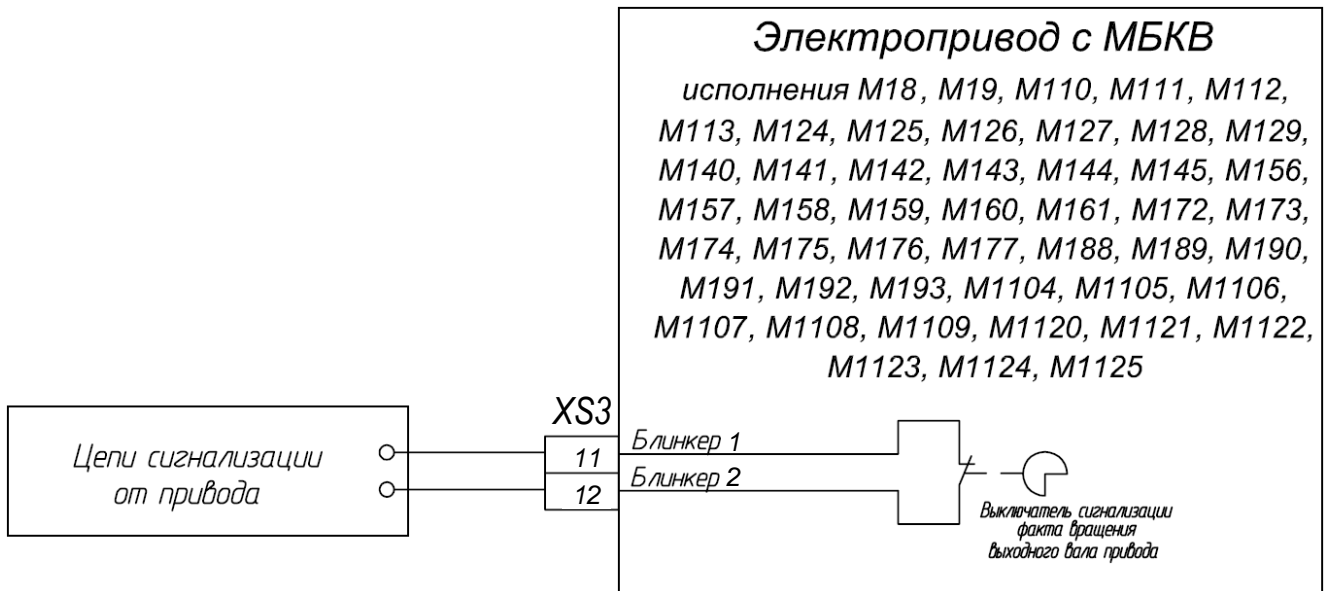 Электропривод с МБКВ
исполнения М18, М19, М110, М111, М112,
М113, М124, М125, М126, М127, М128, М129,
М140, М141, М142, М143, М144, М145, М156,
М157, М158, М159, М160, М161, М172, М173,
М174, М175, М176, М177, М188, М189, М190,
М191, М192, М193, М1104, М1105, М1106,
М1107, М1108, М1109, М1120, М1121, М1122,
М1123, М1124, М1125
Цепи сигнализации
от привода
XS3
11
12
Блинкер 1
Блинкер 2
Выключатель сигнализации
факта вращения
выходного вала привода